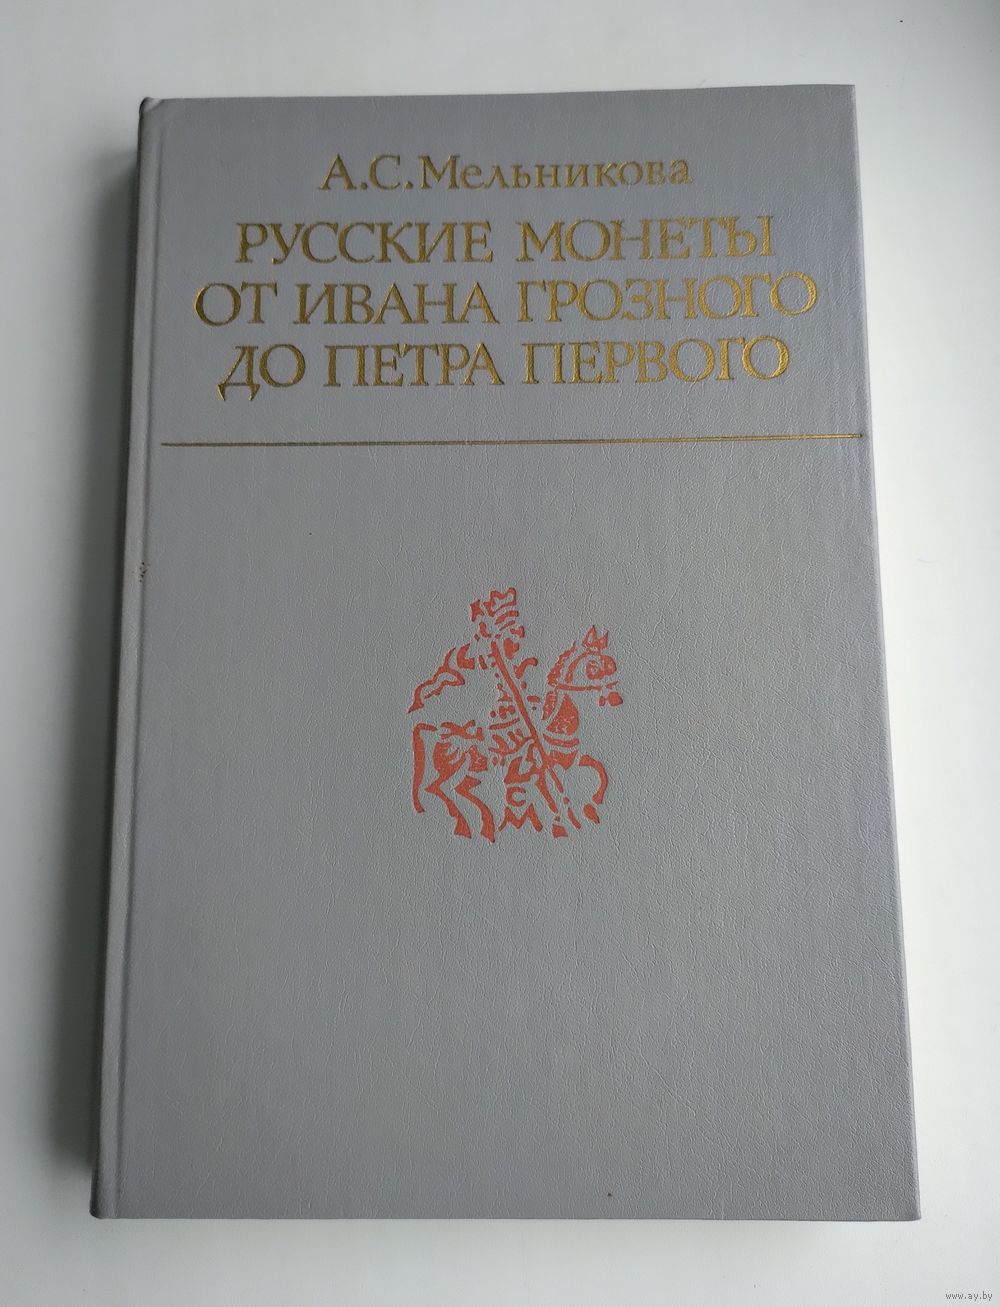 А.С.Мельникова
РУССКИЕ МОНЕТЫ
ОТ ИВАНА ГРОЗНОГО
ДО ПЕТРА ПЕРВОГО
С
М
www.ay.by